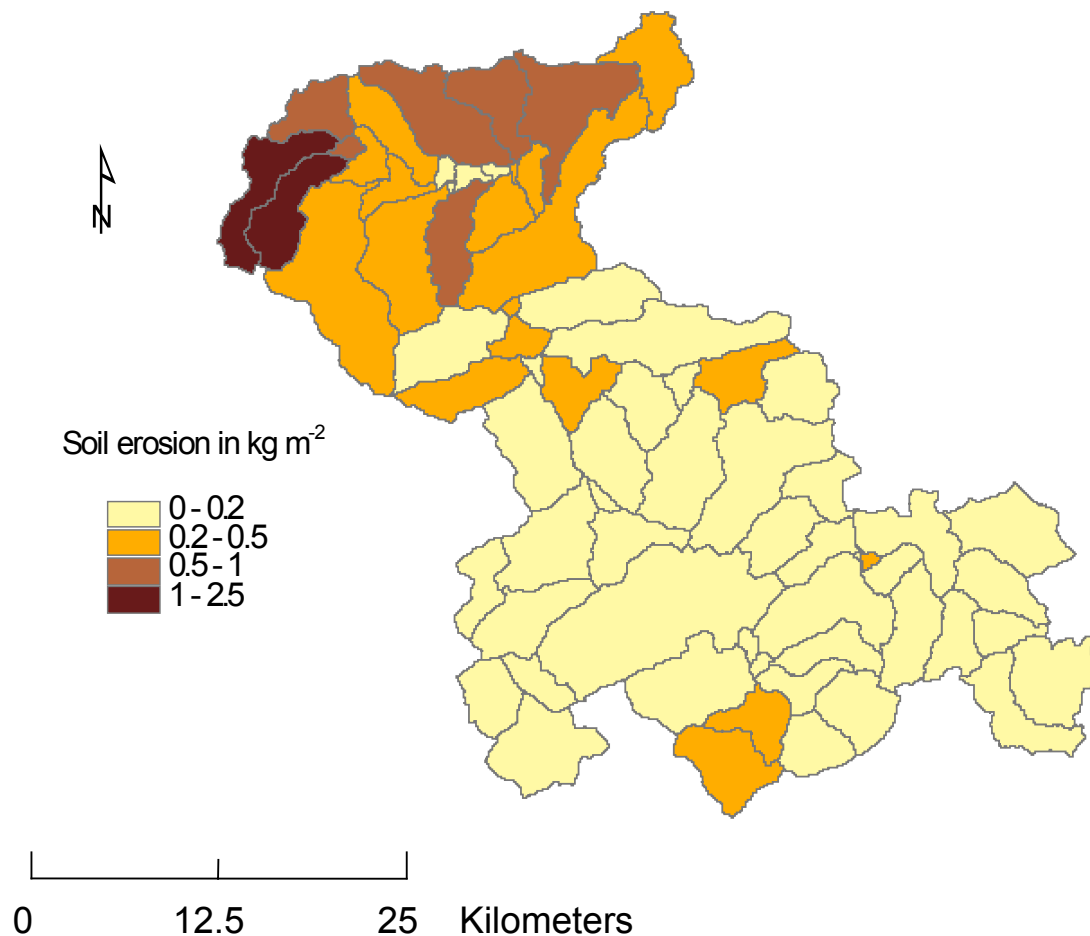 N
Soil erosion in kg m⁻²
0 - 0.2
0.2 - 0.5
0.5 - 1
1 - 2.5
0 12.5 25 Kilometers